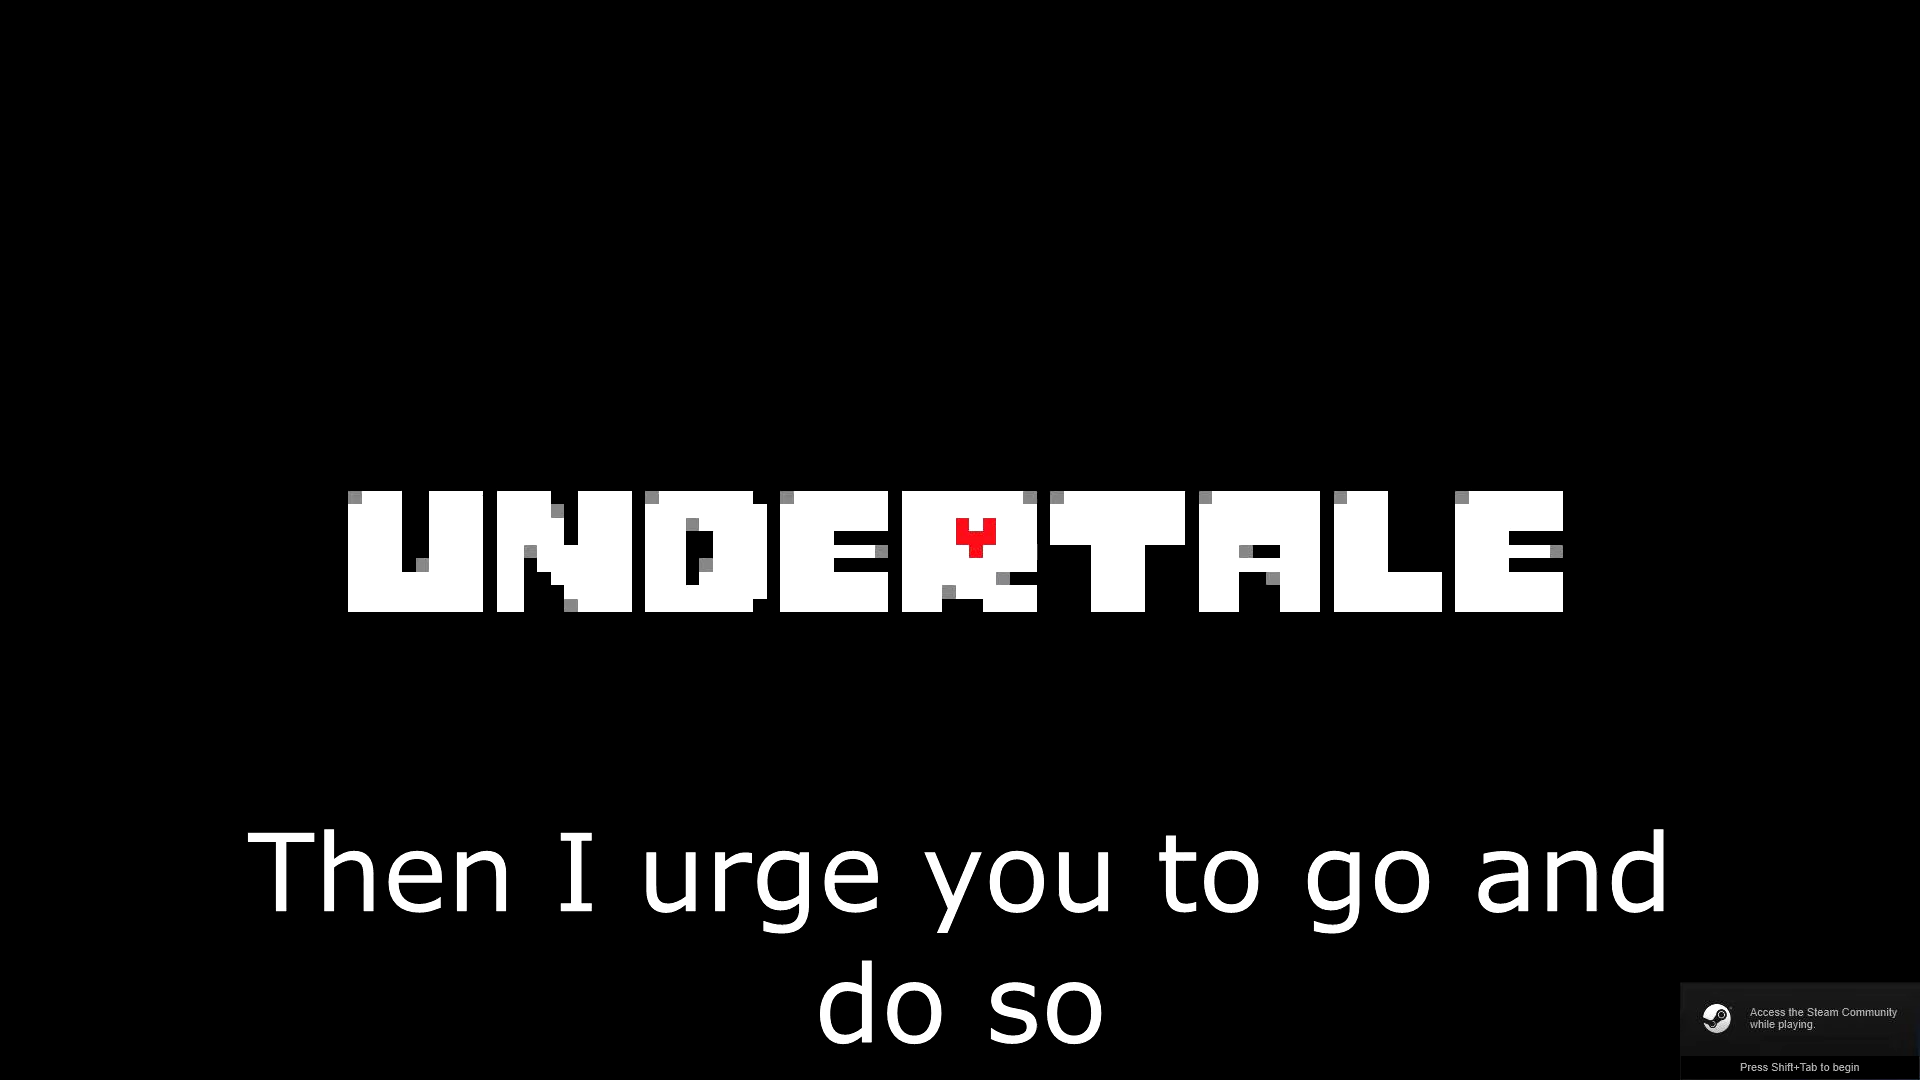 UNDERTALE
Then I urge you to go and
do so
Access the Steam Community
while playing.
Press Shift+Tab to begin